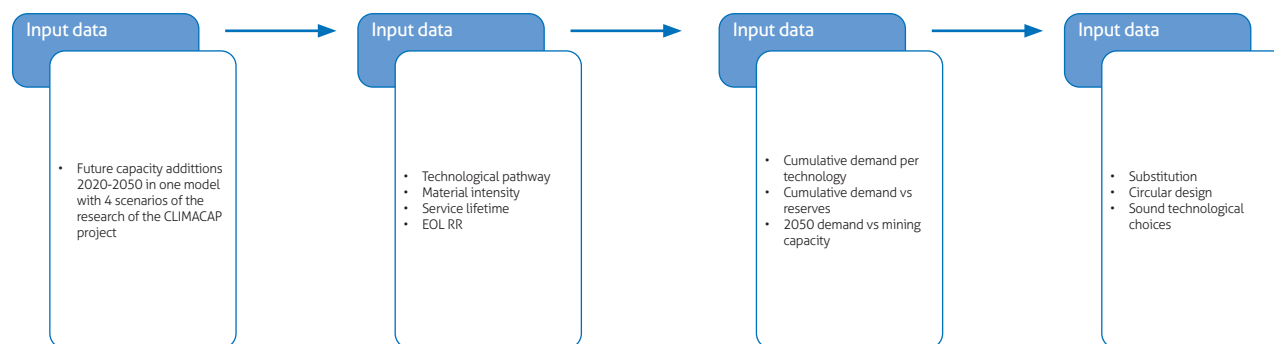 Input data
• Future capacity addittions
2020-2050 in one model
with 4 scenarios of the
research of the CLIMACAP
project
Input data
• Technological pathway
• Material intensity
• Service lifetime
• EOL RR
Input data
• Cumulative demand per
technology
• Cumulative demand vs
reserves
• 2050 demand vs mining
capacity
Input data
• Substitution
• Circular design
• Sound technological
choices